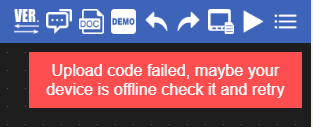 VER.
DOC
DEMO
Upload code failed, maybe your
device is offline check it and retry